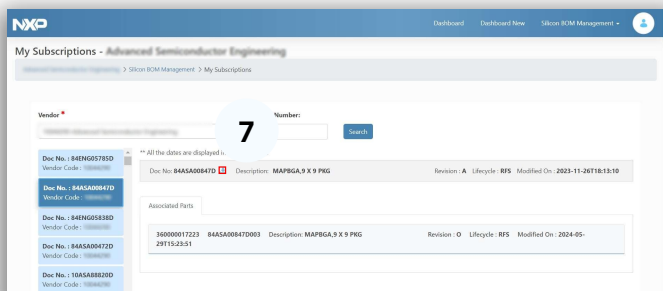 NXP
Dashboard Dashboard New Silicon BOM Management
My Subscriptions -
> Silicon BOM Management > My Subscriptions
Vendor *
Number:
7
Search
** All the dates are displayed
Doc No. : 84ENG05785D
Vendor Code :
Doc No: 84ASA00847D Description: MAPBGA,9 X 9 PKG Revision : A Lifecycle : RFS Modified On : 2023-11-26T18:13:10
Doc No. : 84ASA00847D
Vendor Code :
Associated Parts
Doc No. : 84ENG05838D
Vendor Code :
360000017223 84ASA00847D003 Description: MAPBGA,9 X 9 PKG Revision : O Lifecycle : RFS Modified On : 2024-05-
29T15:23:51
Doc No. : 84ASA00472D
Vendor Code :
Doc No. : 10ASA88820D
Vendor Code :